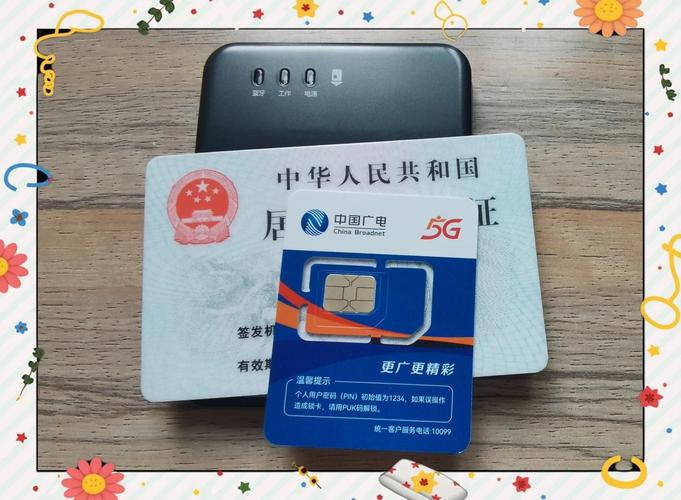 蓝牙 工作 电源
中华人民共和国
居 证
中国广电
China Broadnet
5G
签发机
有效期
更广更精彩
温馨提示
个人用户密码（PIN）初始值为1234，如果误操作
造成锁卡，请用PUK码解锁。
统一客户服务电话:10099